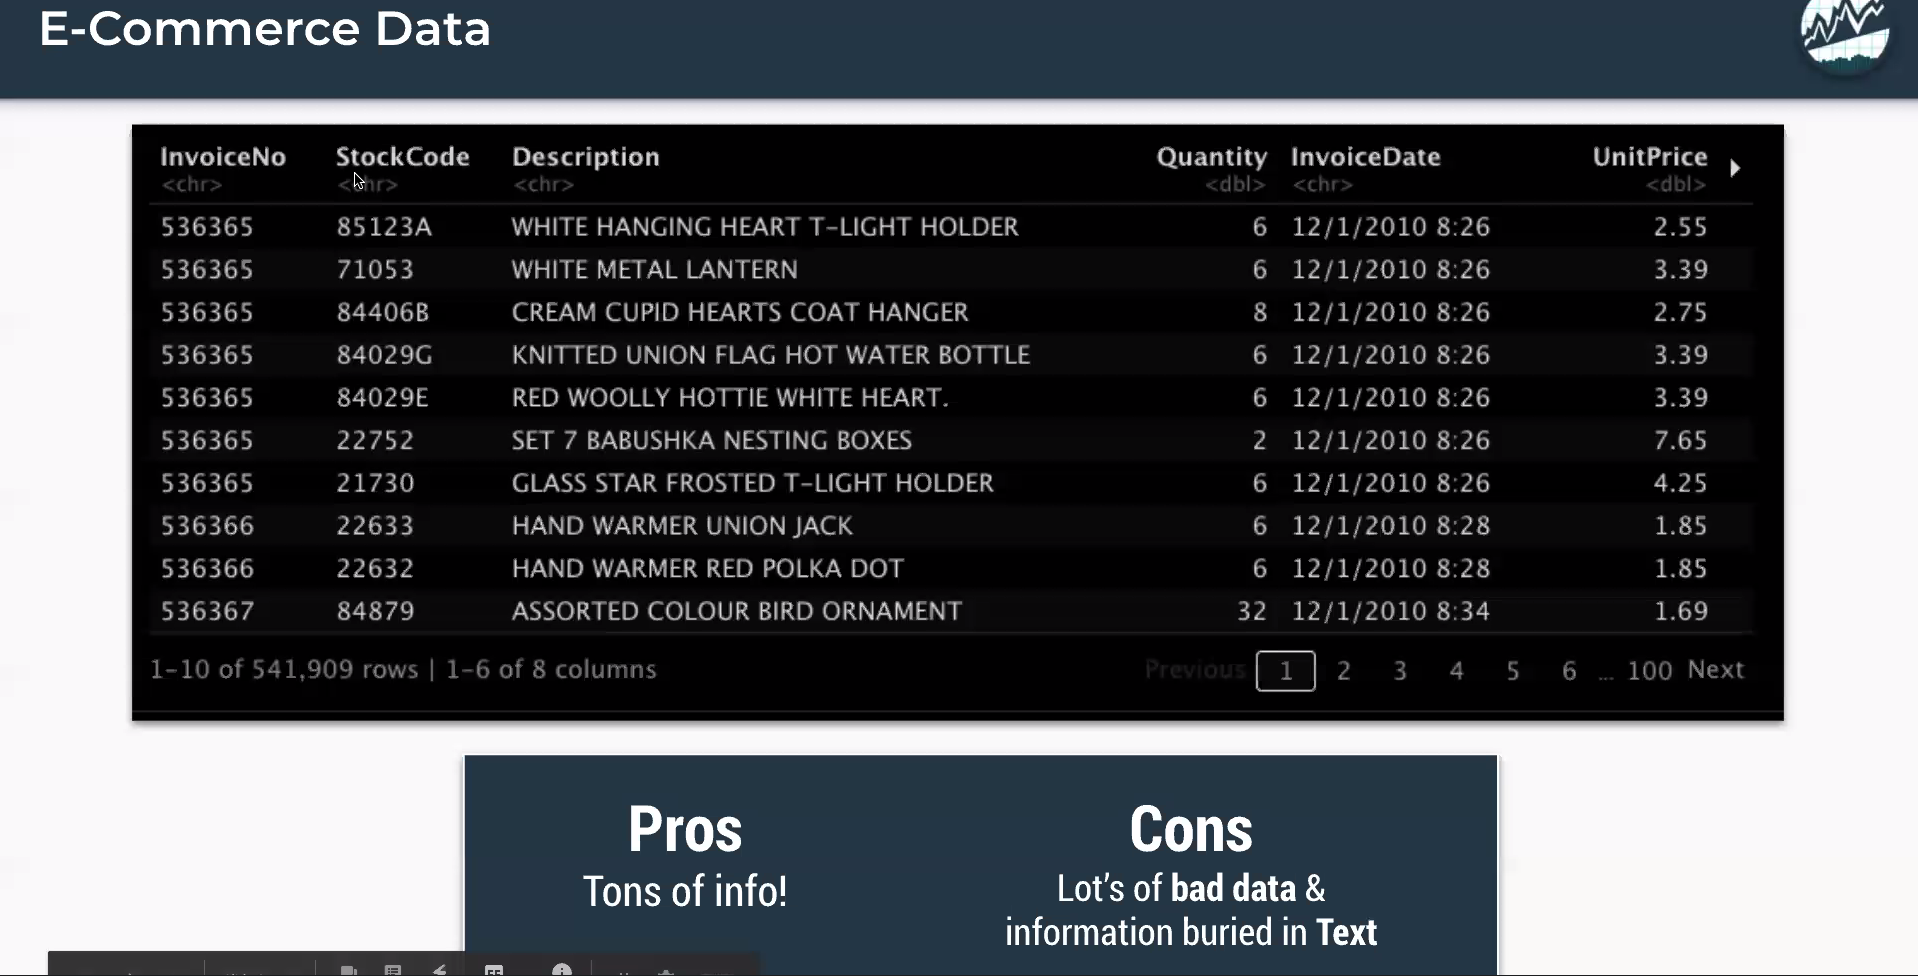 E-Commerce Data
InvoiceNo StockCode Description Quantity InvoiceDate UnitPrice
<chr> <chr> <chr> <dbl> <chr> <dbl>
536365 85123A WHITE HANGING HEART T-LIGHT HOLDER 6 12/1/2010 8:26 2.55
536365 71053 WHITE METAL LANTERN 6 12/1/2010 8:26 3.39
536365 84406B CREAM CUPID HEARTS COAT HANGER 8 12/1/2010 8:26 2.75
536365 84029G KNITTED UNION FLAG HOT WATER BOTTLE 6 12/1/2010 8:26 3.39
536365 84029E RED WOOLLY HOTTIE WHITE HEART. 6 12/1/2010 8:26 3.39
536365 22752 SET 7 BABUSHKA NESTING BOXES 2 12/1/2010 8:26 7.65
536365 21730 GLASS STAR FROSTED T-LIGHT HOLDER 6 12/1/2010 8:26 4.25
536366 22633 HAND WARMER UNION JACK 6 12/1/2010 8:28 1.85
536366 22632 HAND WARMER RED POLKA DOT 6 12/1/2010 8:28 1.85
536367 84879 ASSORTED COLOUR BIRD ORNAMENT 32 12/1/2010 8:34 1.69
1-10 of 541,909 rows | 1-6 of 8 columns Previous 1 2 3 4 5 6 ... 100 Next
Pros Cons
Tons of info! Lot's of bad data &
information buried in Text